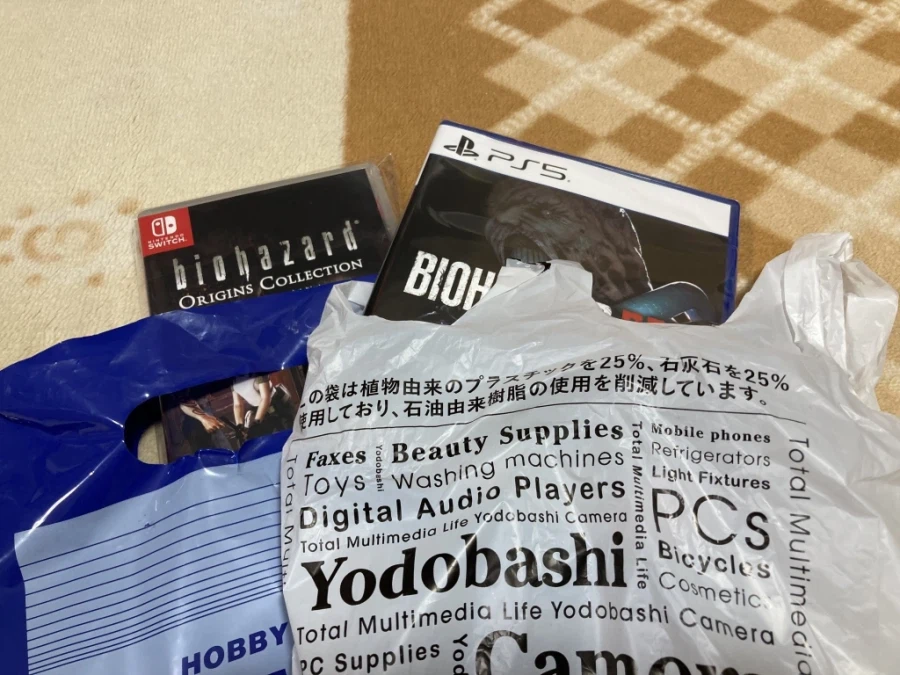 PS5
NINTENDO
SWITCH
biohazard
ORIGINS COLLECTION
BIOH
の袋は植物由来のプラスチックを25%、石灰石を25%
使用しており、石油由来樹脂の使用を削減しています。
Faxes
Yodobashi
Beauty Supplies
Toys
Washing machines
Digital Audio Players
Total Multimedia Life Yodobashi Camera
Yodobashi
Total Multimedia Life Yodobashi Camera
PC Supplies
Yod
Camera
Total Multimedia Life
Mobile phones
Refrigerators
Light Fixtures
PCs
Bicycles
Cosmetic
Total Multimedia
Total Mul
HOBBY